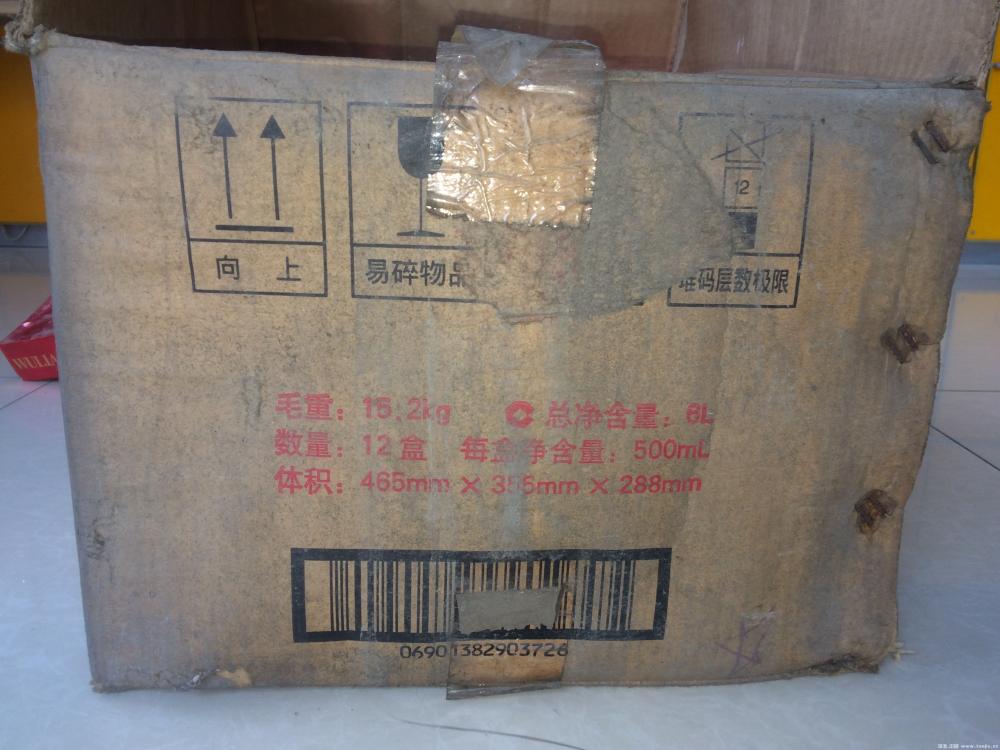 向 上
易碎物品
12
堆码层数极限
WULIA
毛重：15.2kg 总净含量：6L
数量：12盒 每盒净含量：500mL
体积：465mm×355mm×288mm
06901382903726